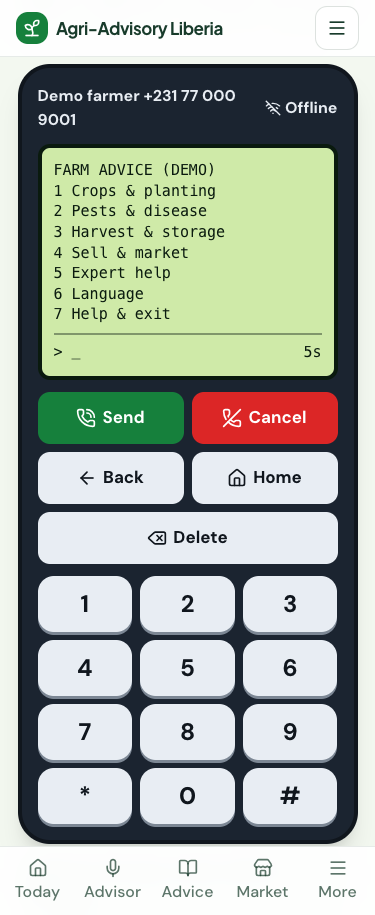 Agri-Advisory Liberia
Demo farmer +231 77 000
9001
Offline
FARM ADVICE (DEMO)
1 Crops & planting
2 Pests & disease
3 Harvest & storage
4 Sell & market
5 Expert help
6 Language
7 Help & exit
> _ 5s
Send Cancel
Back Home
Delete
1 2 3
4 5 6
7 8 9
* 0 #
Today Advisor Advice Market More